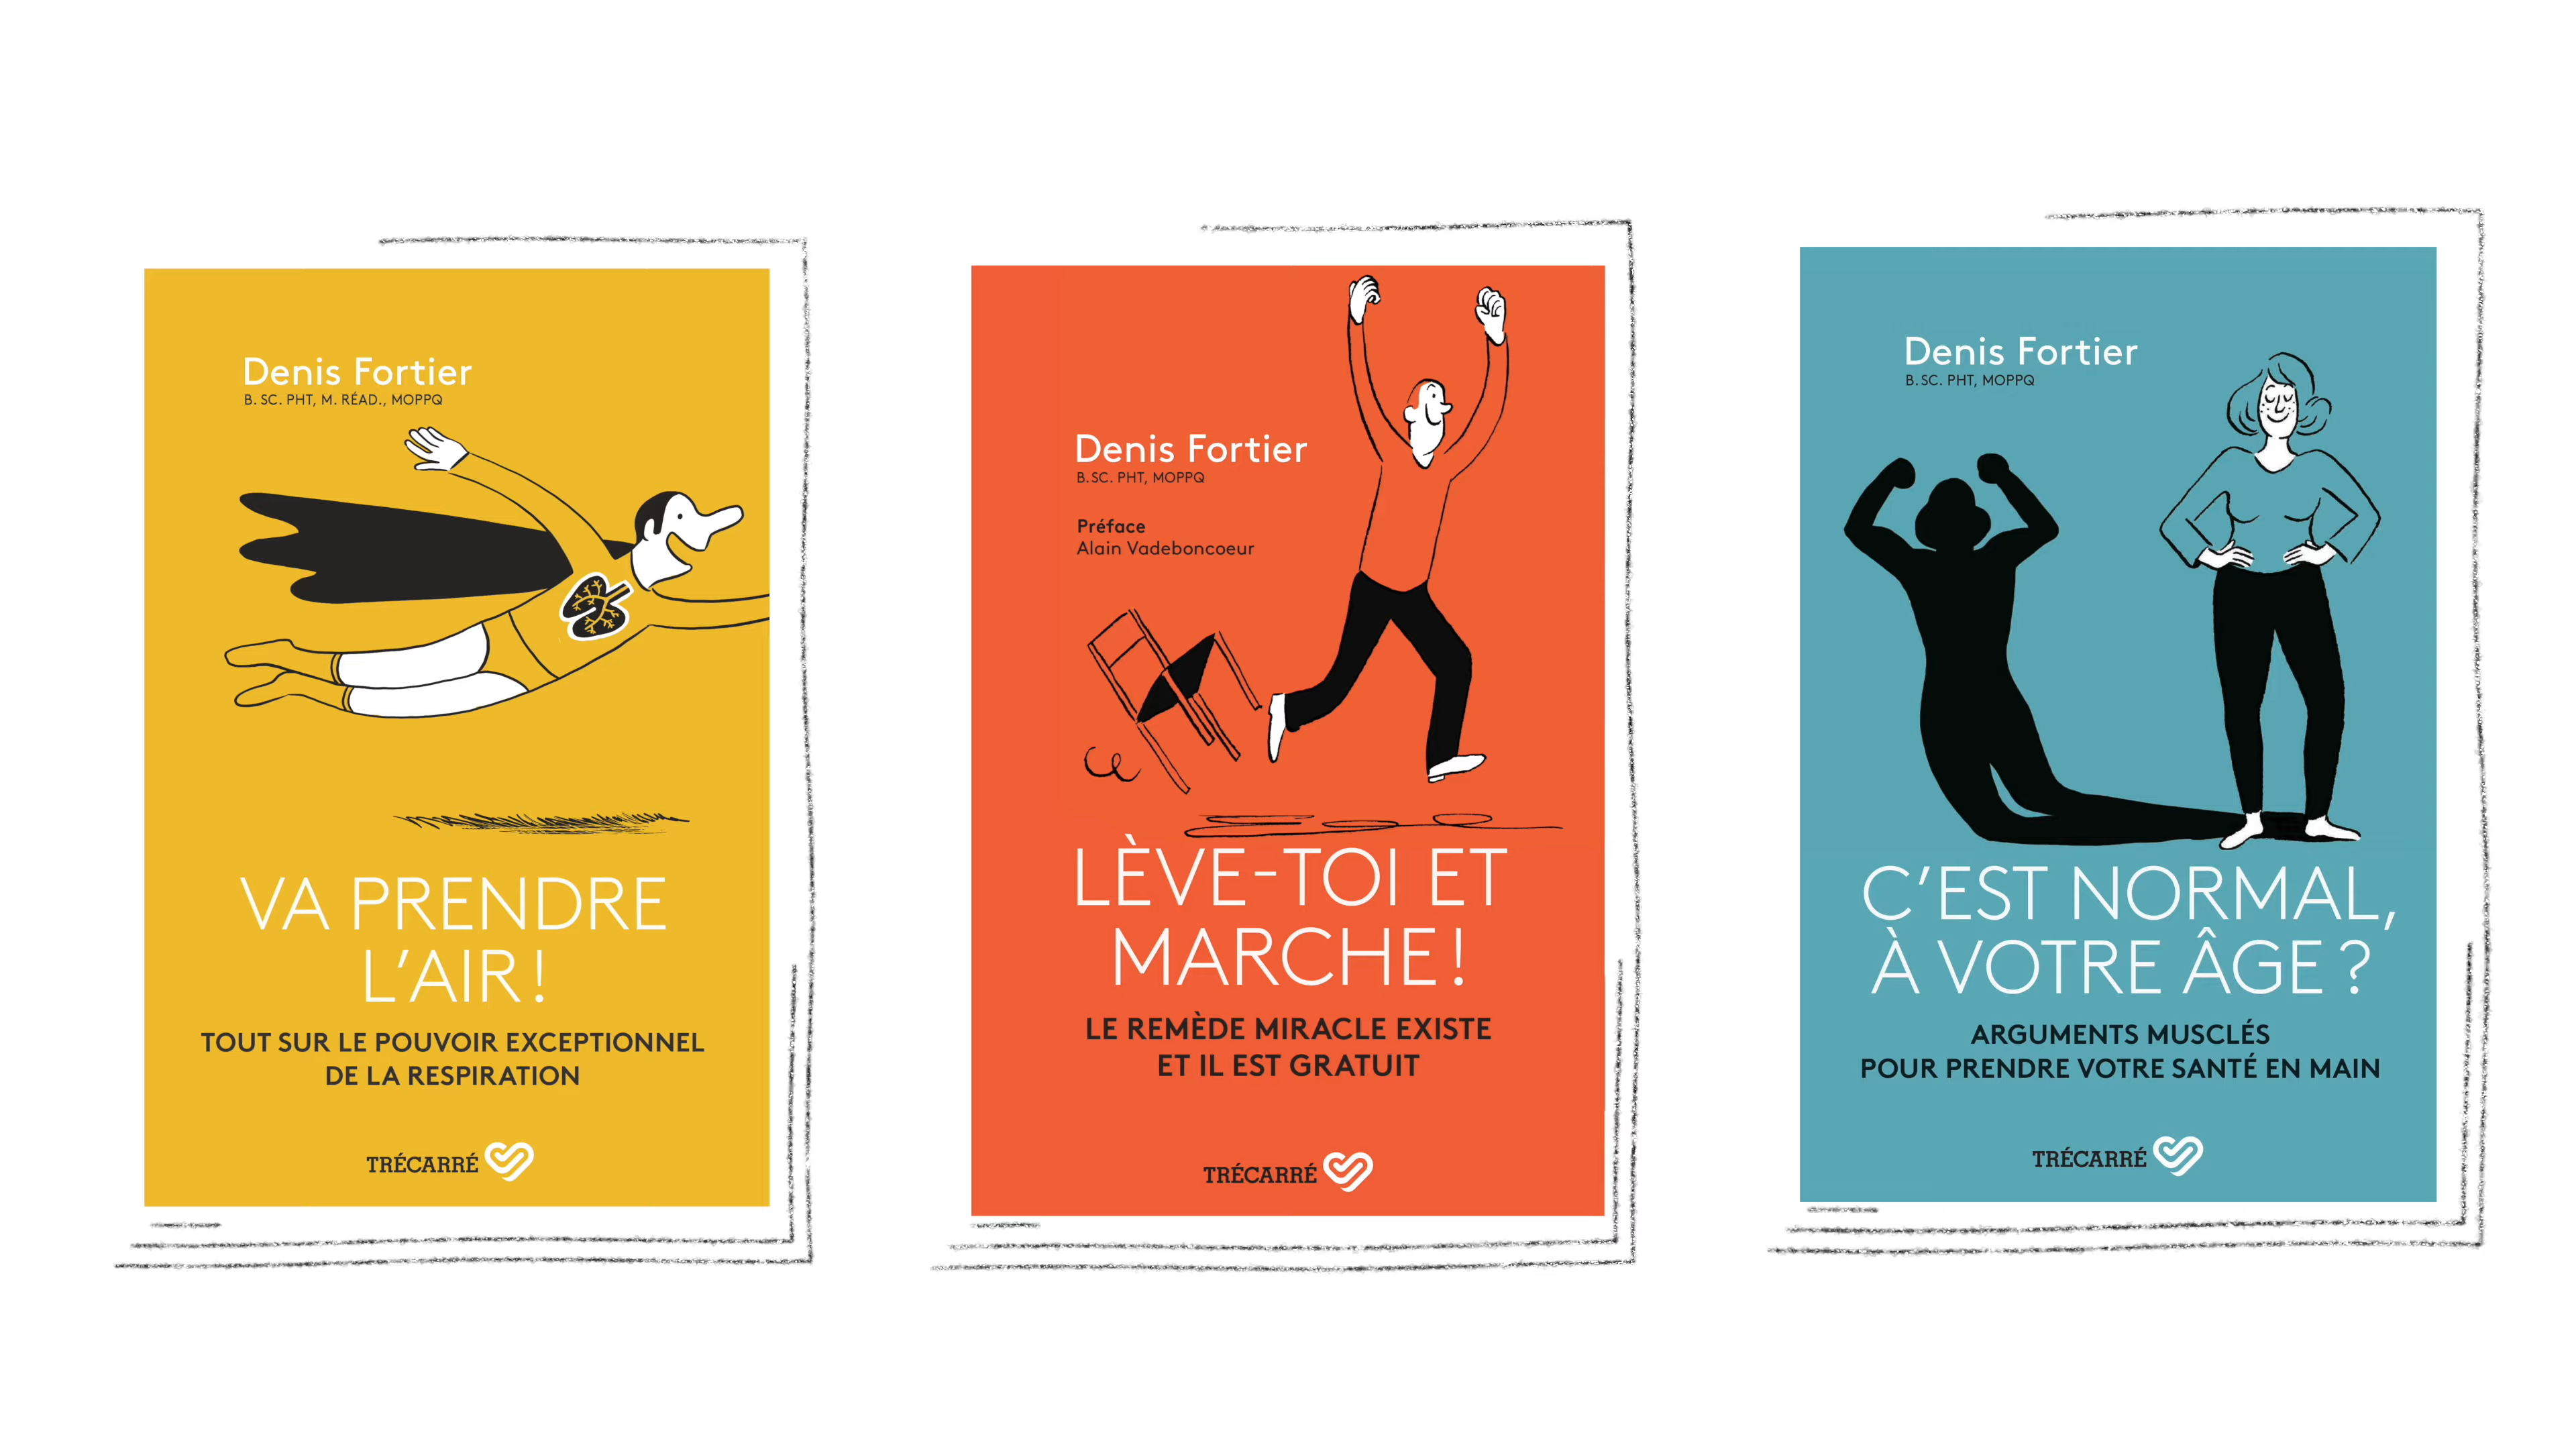 Denis Fortier
B. SC. PHT, M. RÉAD., MOPPQ
VA PRENDRE
L'AIR !
TOUT SUR LE POUVOIR EXCEPTIONNEL
DE LA RESPIRATION
TRÉCARRÉ
Denis Fortier
B. SC. PHT, MOPPQ
Préface
Alain Vadeboncoeur
LÈVE-TOI ET
MARCHE !
LE REMÈDE MIRACLE EXISTE
ET IL EST GRATUIT
TRÉCARRÉ
Denis Fortier
B. SC. PHT, MOPPQ
C'EST NORMAL,
À VOTRE ÂGE ?
ARGUMENTS MUSCLÉS
POUR PRENDRE VOTRE SANTÉ EN MAIN
TRÉCARRÉ